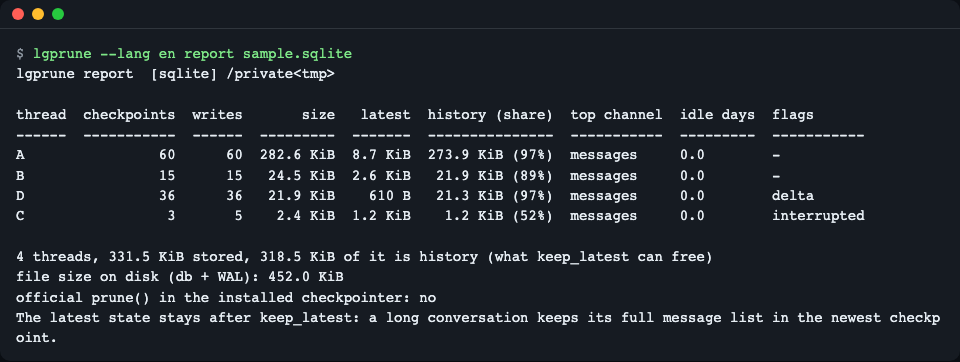 $ lgprune --lang en report sample.sqlite
lgprune report  [sqlite] /private<tmp>
thread  checkpoints  writes       size   latest  history (share)  top channel  idle days  flags
------  -----------  ------  ---------  -------  ---------------  -----------  ---------  -----------
A                60      60  282.6 KiB  8.7 KiB  273.9 KiB (97%)  messages     0.0        -
B                15      15   24.5 KiB  2.6 KiB   21.9 KiB (89%)  messages     0.0        -
D                36      36   21.9 KiB    610 B   21.3 KiB (97%)  messages     0.0        delta
C                 3       5    2.4 KiB  1.2 KiB    1.2 KiB (52%)  messages     0.0        interrupted
4 threads, 331.5 KiB stored, 318.5 KiB of it is history (what keep_latest can free)
file size on disk (db + WAL): 452.0 KiB
official prune() in the installed checkpointer: no
The latest state stays after keep_latest: a long conversation keeps its full message list in the newest checkp
oint.